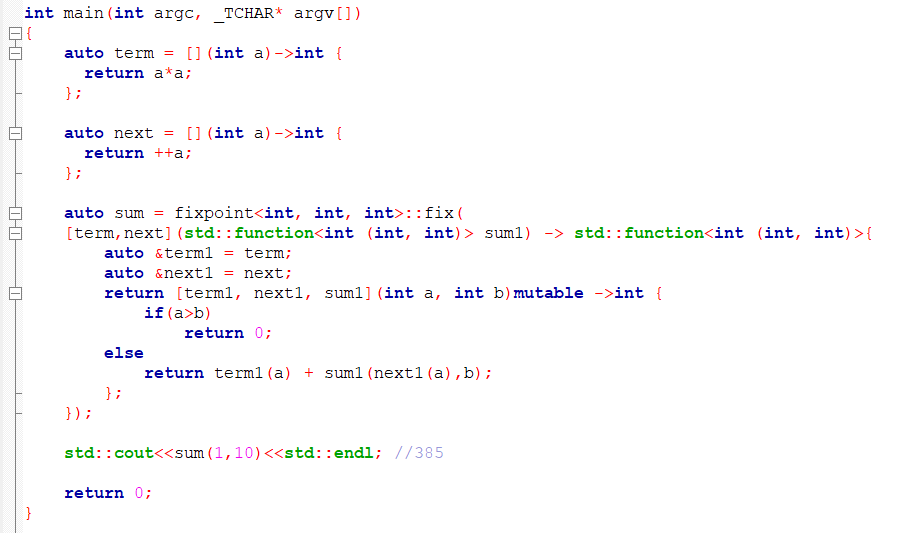 int main(int argc, _TCHAR* argv[])
{
    auto term = [](int a)->int {
      return a*a;
    };

    auto next = [](int a)->int {
      return ++a;
    };

    auto sum = fixpoint<int, int, int>::fix(
    [term,next](std::function<int (int, int)> sum1) -> std::function<int (int, int)>{
        auto &term1 = term;
        auto &next1 = next;
        return [term1, next1, sum1](int a, int b)mutable ->int {
            if(a>b)
                return 0;
        else
            return term1(a) + sum1(next1(a),b);
        };
    });

    std::cout<<sum(1,10)<<std::endl; //385

    return 0;
}